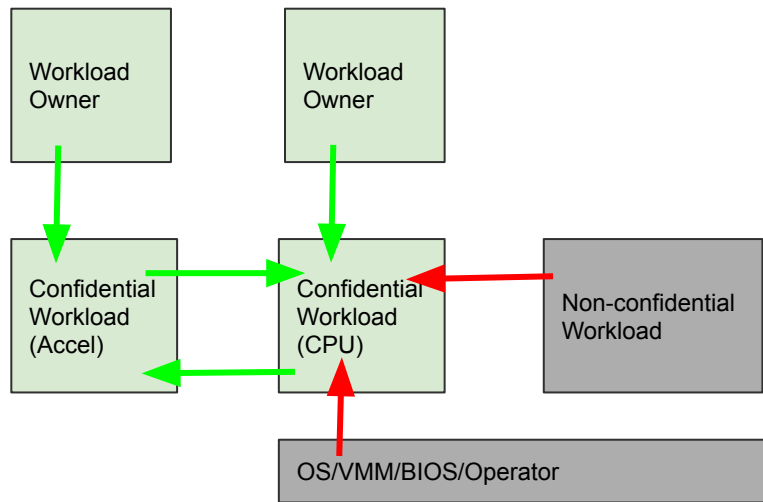 Workload
Owner
Workload
Owner
Confidential
Workload
(Accel)
Confidential
Workload
(CPU)
Non-confidential
Workload
OS/VMM/BIOS/Operator